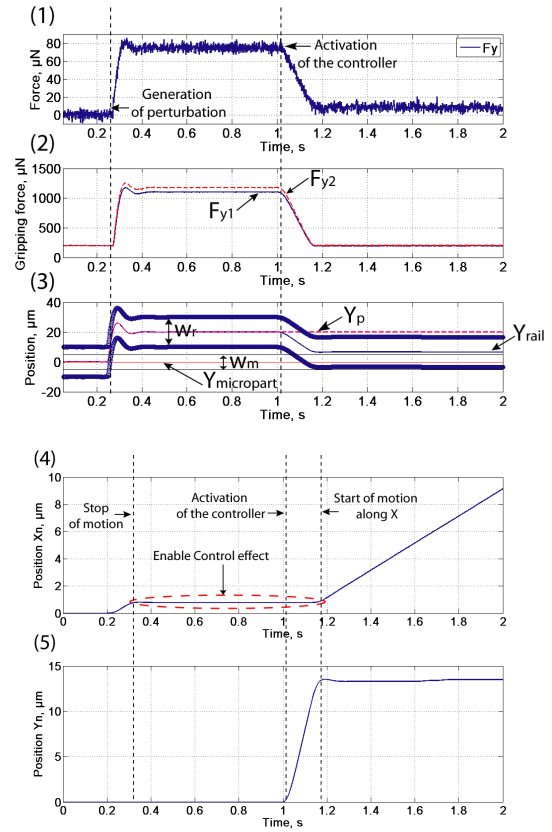 (1)
Force, µN
80
60
40
20
0
Generation
of perturbation
Activation
of the controller
Fy
0.2 0.4 0.6 0.8 1 1.2 1.4 1.6 1.8 2
Time, s
(2)
Gripping force, µN
1500
1000
500
0
Fy1
Fy2
0 0.2 0.4 0.6 0.8 1 1.2 1.4 1.6 1.8 2
Time, s
(3)
Position, µm
40
20
0
-20
Wr
Wm
Ymicropart
Yp
Yrail
0 0.2 0.4 0.6 0.8 1 1.2 1.4 1.6 1.8 2
Time, s
(4)
Position Xn, µm
10
8
6
4
2
0
Stop
of motion
Activation
of the controller
Start of motion
along X
Enable Control effect
0 0.2 0.4 0.6 0.8 1 1.2 1.4 1.6 1.8 2
Time, s
(5)
Position Yn, µm
15
10
5
0
0 0.2 0.4 0.6 0.8 1 1.2 1.4 1.6 1.8 2
Time, s